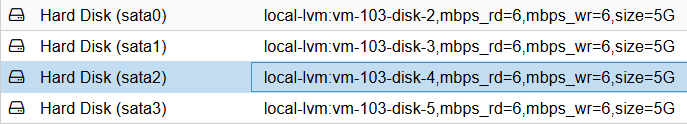 Hard Disk (sata0) local-lvm:vm-103-disk-2,mbps_rd=6,mbps_wr=6,size=5G
Hard Disk (sata1) local-lvm:vm-103-disk-3,mbps_rd=6,mbps_wr=6,size=5G
Hard Disk (sata2) local-lvm:vm-103-disk-4,mbps_rd=6,mbps_wr=6,size=5G
Hard Disk (sata3) local-lvm:vm-103-disk-5,mbps_rd=6,mbps_wr=6,size=5G